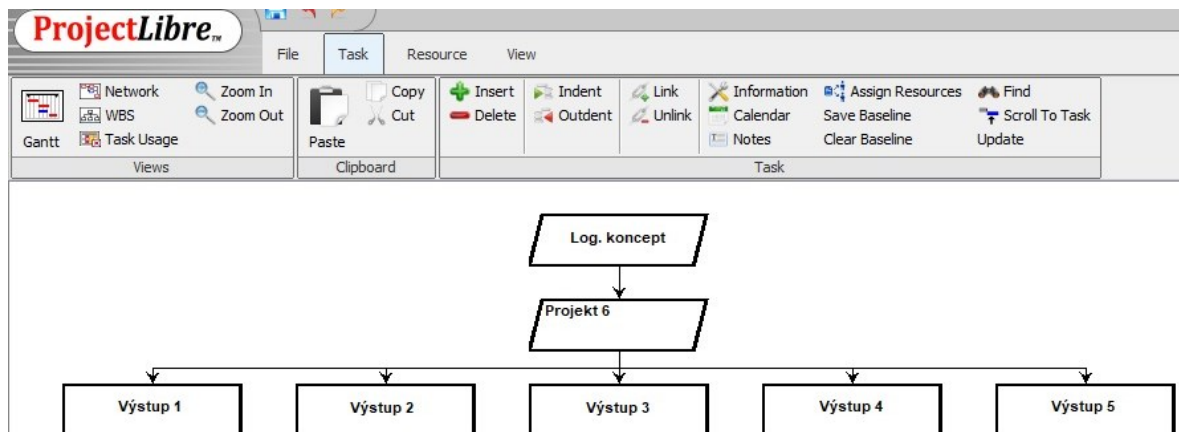 ProjectLibre™
File Task Resource View
Network Zoom In Copy Insert Indent Link Information Assign Resources Find
WBS Zoom Out Cut Delete Outdent Unlink Calendar Save Baseline Scroll To Task
Gantt Task Usage Paste Notes Clear Baseline Update
Views Clipboard Task
Log. koncept
Projekt 6
Výstup 1 Výstup 2 Výstup 3 Výstup 4 Výstup 5